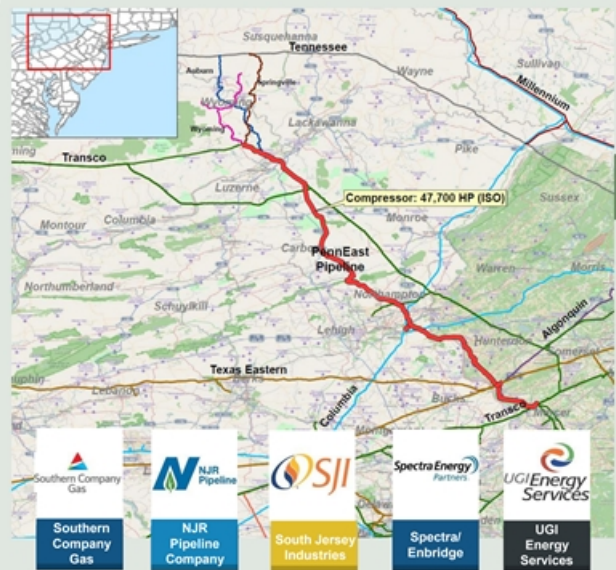 Susquehanna
Tennessee
Sullivan
Auburn
Springville
Wayne
Millennium
Wyoming
Wyoming
Lackawanna
Transco
Pike
Luzerne
Sussex
Compressor: 47,700 HP (ISO)
Montour
Columbia
Monroe
Carbon
PennEast
Pipeline
Warren
Morris
Northumberland
Northampton
Schuylkill
Lehigh
Hunterdon
Algonquin
Somerset
Texas Eastern
Lebanon
Berks
Columbia
Bucks
Transco
Mercer
Southern Company
Gas
NJR
Pipeline
SJI
Spectra Energy
Partners
UGI Energy
Services
Southern
Company
Gas
NJR
Pipeline
Company
South Jersey
Industries
Spectra/
Enbridge
UGI
Energy
Services